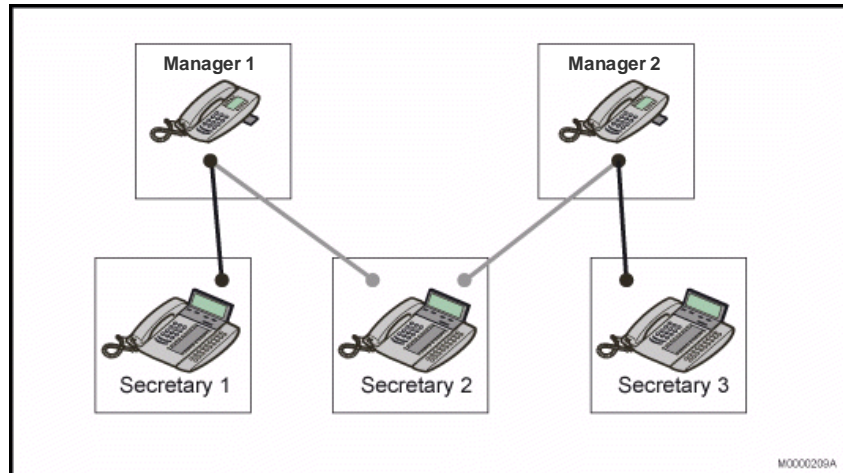 Manager 1
Manager 2
Secretary 1
Secretary 2
Secretary 3
M0000209A